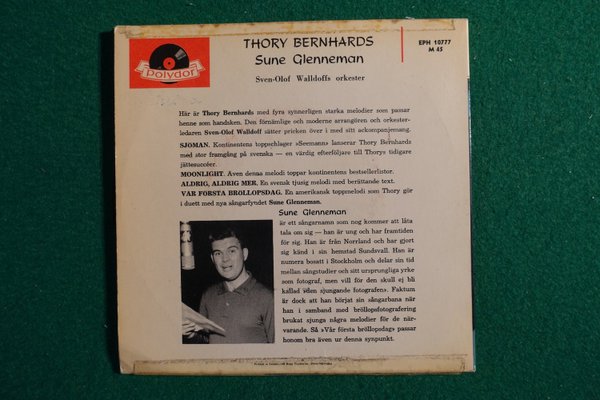 Polydor
THORY BERNHARDS
Sune Glenneman
Sven-Olof Walldoffs orkester
EPH 10777
M 45
Här är Thory Bernhards med fyra synnerligen starka melodier som passar
henne som handsken. Den förnämlige och moderne arrangören och orkester-
ledaren Sven-Olof Walldoff sätter pricken över i med sitt ackompanjemang.
SJÖMAN. Kontinentens toppschlager »Seemann» lanserar Thory Bernhards
med stor framgång på svenska — en värdig efterföljare till Thorys tidigare
jättesuccéer.
MOONLIGHT. Även denna melodi toppar kontinentens bestsellerlistor.
ALDRIG, ALDRIG MER. En svensk tjusig melodi med berättande text.
VÅR FÖRSTA BRÖLLOPSDAG. En amerikansk toppmelodi som Thory gör
i duett med nya sångarfyndet Sune Glenneman.
Sune Glenneman
är ett sångarnamn som nog kommer att låta
tala om sig — han är ung och har framtiden
för sig. Han är från Norrland och har gjort
sig känd i sin hemstad Sundsvall. Han är
numera bosatt i Stockholm och delar sin tid
mellan sångstudier och sitt ursprungliga yrke
som fotograf, men vill för den skull ej bli
kallad »den sjungande fotografen». Faktum
är dock att han börjat sin sångarbana när
han i samband med bröllopsfotografering
brukat sjunga några melodier för de när-
varande. Så »Vår första bröllopsdag» passar
honom bra även ur denna synpunkt.